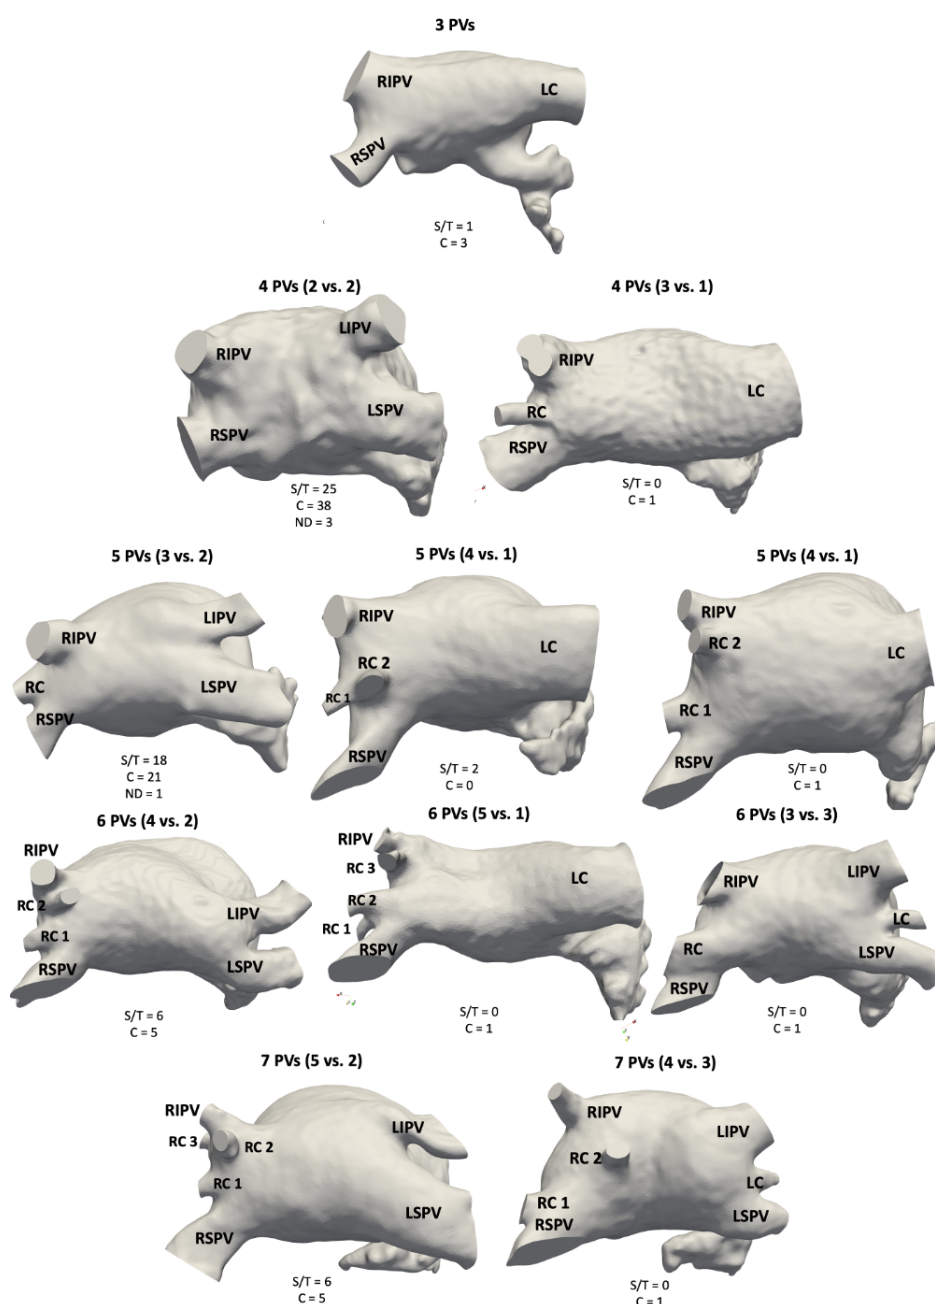 3 PVs
RIPV
LC
RSPV
S/T = 1
C = 3
4 PVs (2 vs. 2)
4 PVs (3 vs. 1)
LIPV
RIPV
LSPV
RSPV
S/T = 25
C = 38
ND = 3
RIPV
LC
RC
RSPV
S/T = 0
C = 1
5 PVs (3 vs. 2)
5 PVs (4 vs. 1)
5 PVs (4 vs. 1)
LIPV
RIPV
RC
LSPV
RSPV
S/T = 18
C = 21
ND = 1
RIPV
LC
RC 2
RC 1
RSPV
S/T = 2
C = 0
RIPV
RC 2
LC
RC 1
RSPV
S/T = 0
C = 1
6 PVs (4 vs. 2)
6 PVs (5 vs. 1)
6 PVs (3 vs. 3)
RIPV
RC 2
LIPV
RC 1
RSPV
LSPV
S/T = 6
C = 5
RIPV
RC 3
LC
RC 2
RC 1
RSPV
S/T = 0
C = 1
LIPV
RIPV
LC
RC
LSPV
RSPV
S/T = 0
C = 1
7 PVs (5 vs. 2)
7 PVs (4 vs. 3)
RIPV
LIPV
RC 3
RC 2
RC 1
LSPV
RSPV
S/T = 6
C = 5
RIPV
LIPV
RC 2
LC
RC 1
LSPV
RSPV
S/T = 0
C = 1